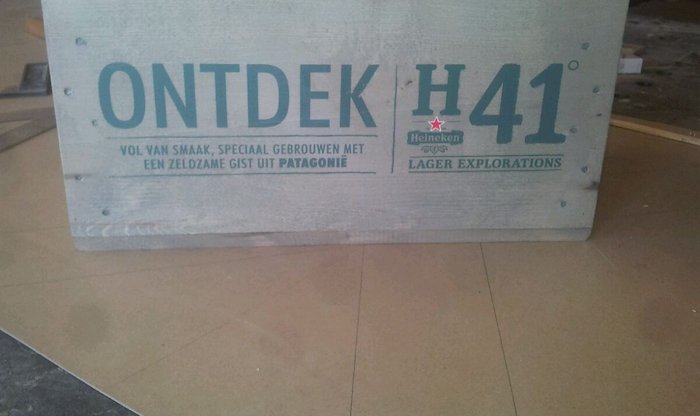 ONTDEK
VOL VAN SMAAK, SPECIAAL GEBROUWEN MET
EEN ZELDZAME GIST UIT PATAGONIË
H41°
Heineken
LAGER EXPLORATIONS